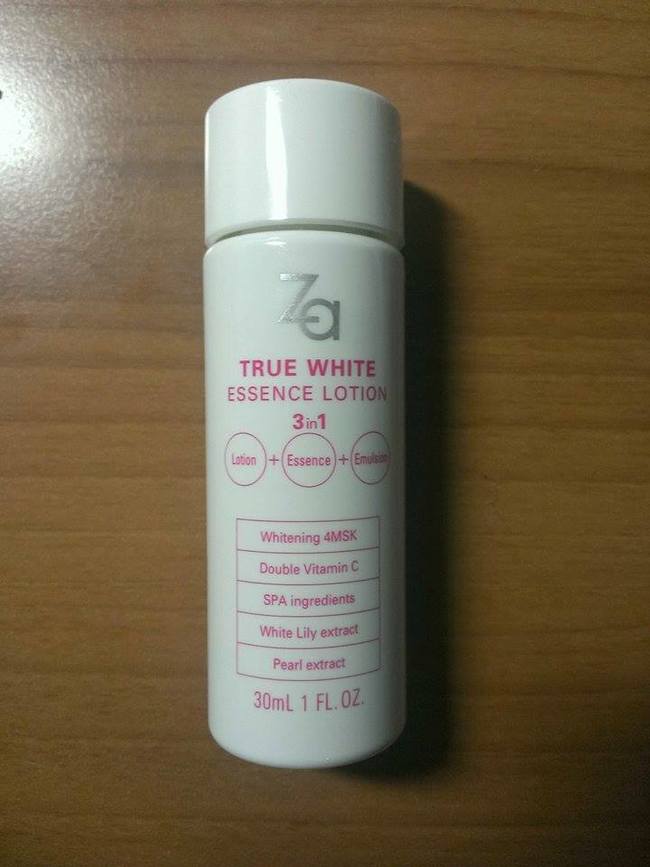 Za
TRUE WHITE
ESSENCE LOTION
3in1
Lotion + Essence + Emulsion
Whitening 4MSK
Double Vitamin C
SPA ingredients
White Lily extract
Pearl extract
30mL 1 FL.OZ.